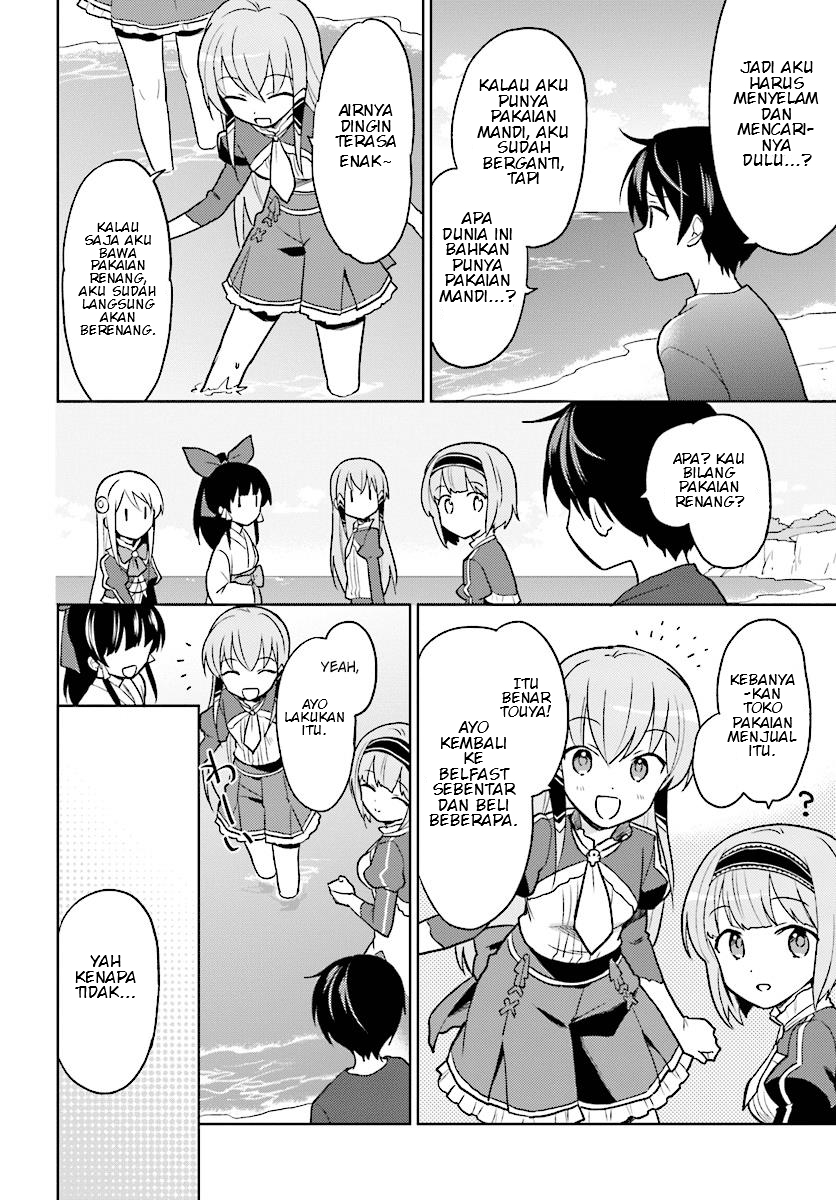 JADI AKU
HARUS
MENYELAM
DAN
MENCARI-
NYA
DULU...?
KALAU AKU
PUNYA
PAKAIAN
MANDI, AKU
SUDAH
BERGANTI,
TAPI
APA
DUNIA INI
BAHKAN
PUNYA
PAKAIAN
MANDI...?
AIRNYA
DINGIN
TERASA
ENAK~
KALAU
SAJA AKU
BAWA
PAKAIAN
RENANG,
AKU SUDAH
LANGSUNG
AKAN
BERENANG.
APA? KAU
BILANG
PAKAIAN
RENANG?
KEBANYA
-KAN
TOKO
PAKAIAN
MENJUAL
ITU.
?
ITU
BENAR
TOUYA!
AYO
KEMBALI
KE
BELFAST
SEBENTAR
DAN BELI
BEBERAPA.
YEAH,
AYO
LAKUKAN
ITU.
わーい
YAH
KENAPA
TIDAK...